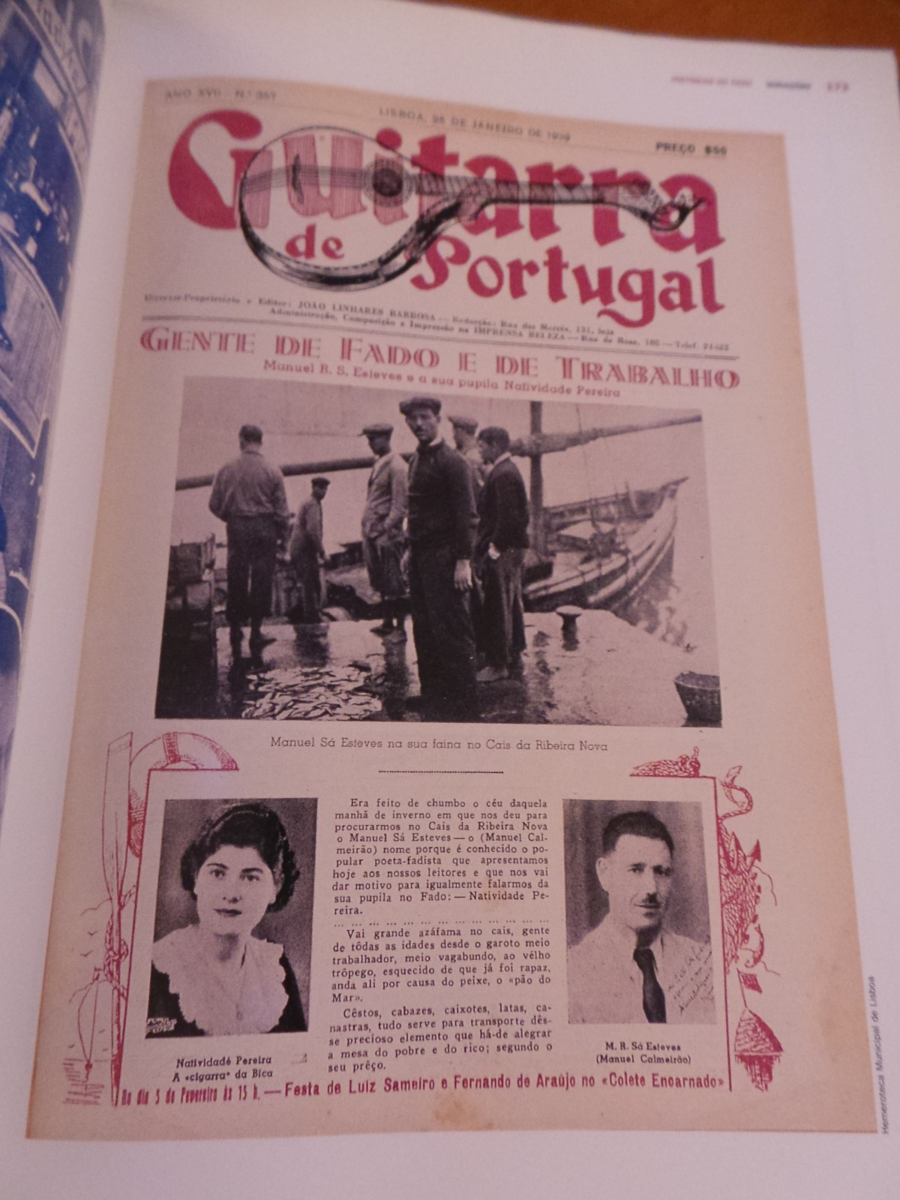 173
ANO XVII - N.º 357
LISBOA, 25 DE JANEIRO DE 1939
PREÇO $50
Guitarra
de Portugal
Director-Proprietário e Editor: JOÃO LINHARES BARBOSA — Redacção: Rua das Mercês, 131, loja
Administração, Composição e Impressão na IMPRENSA BELEZA — Rua da Rosa, — Telef.
GENTE DE FADO E DE TRABALHO
Manuel R. S. Esteves e a sua pupila Natividade Pereira
Manuel Sá Esteves na sua faina no Cais da Ribeira Nova
Era feito de chumbo o céu daquela
manhã de inverno em que nos deu para
procurarmos no Cais da Ribeira Nova
o Manuel Sá Esteves — o (Manuel Cal-
meirão) nome porque é conhecido o po-
pular poeta-fadista que apresentamos
hoje aos nossos leitores e que nos vai
dar motivo para igualmente falarmos da
sua pupila no Fado: — Natividade Pe-
reira.
Vai grande azáfama no cais, gente
de tôdas as idades desde o garoto meio
trabalhador, meio vagabundo, ao vélho
trôpego, esquecido de que já foi rapaz,
anda ali por causa do peixe, o «pão do
Mar».
Cêstos, cabazes, caixotes, latas, ca-
nastras, tudo serve para transporte dês-
se precioso elemento que há-de alegrar
a mesa do pobre e do rico; segundo o
seu prêço.
Natividade Pereira
A «cigarra» da Bica
M. R. Sá Esteves
(Manuel Calmeirão)
No dia 5 de Fevereiro às 15 h. — Festa de Luiz Sameiro e Fernando de Araújo no «Colete Encarnado»
Hemeroteca Municipal de Lisboa